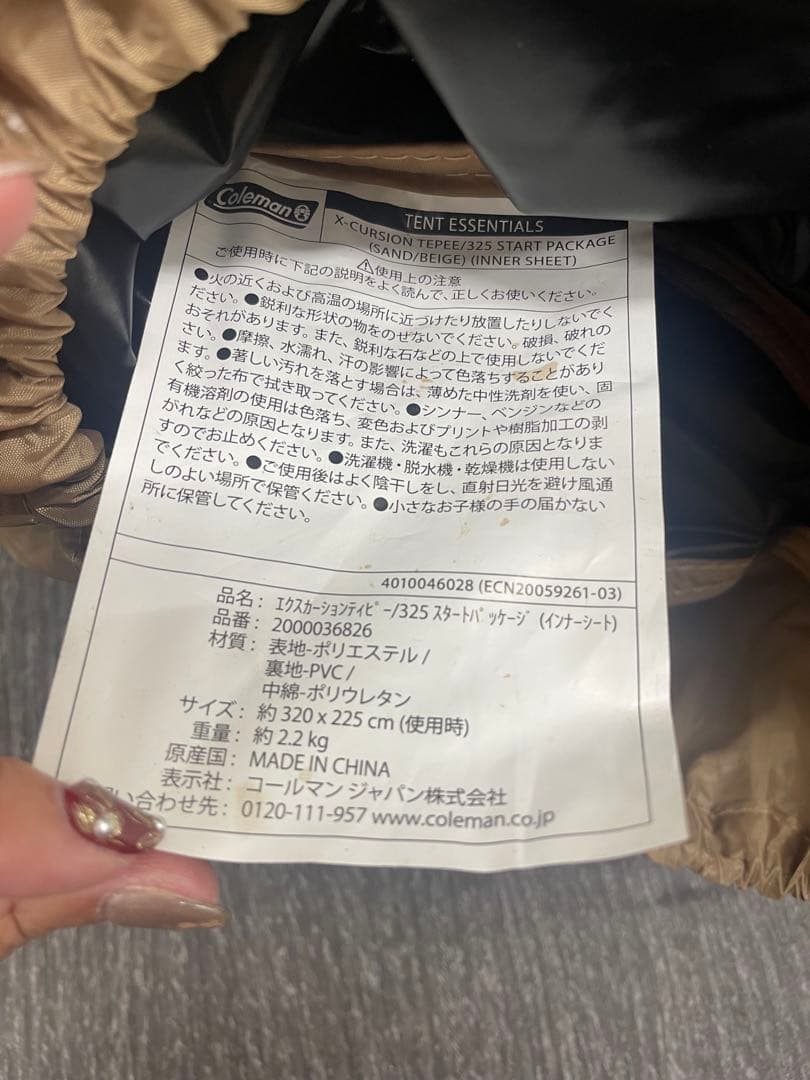 Coleman
TENT ESSENTIALS
X-CURSION TEPEE/325 START PACKAGE
(SAND/BEIGE) (INNER SHEET)
⚠使用上の注意
ご使用時に下記の説明をよく読んで、正しくお使いください。
●火の近くおよび高温の場所に近づけたり放置したりしないでく
ださい。●鋭利な形状の物をのせないでください。破損、破れの
おそれがあります。また、鋭利な石などの上で使用しないでくだ
さい。●摩擦、水濡れ、汗の影響によって色落ちすることがあり
ます。●著しい汚れを落とす場合は、薄めた中性洗剤を使い、固
く絞った布で拭き取ってください。●シンナー、ベンジンなどの
有機溶剤の使用は色落ち、変色およびプリントや樹脂加工の剥
がれなどの原因となります。また、洗濯もこれらの原因となりま
すのでお止めください。●洗濯機・脱水機・乾燥機は使用しない
でください。●ご使用後はよく陰干しをし、直射日光を避け風通
しのよい場所で保管ください。●小さなお子様の手の届かない
所に保管してください。
4010046028 (ECN20059261-03)
品名： エクスカーションティピー/325 スタートパッケージ (インナーシート)
品番： 2000036826
材質： 表地-ポリエステル /
裏地-PVC /
中綿-ポリウレタン
サイズ： 約 320 x 225 cm (使用時)
重量： 約 2.2 kg
原産国： MADE IN CHINA
表示社： コールマン ジャパン株式会社
い合わせ先： 0120-111-957 www.coleman.co.jp